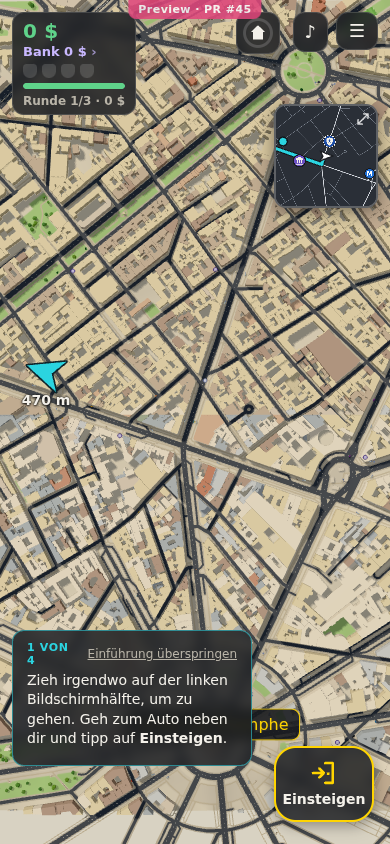 Preview · PR #45
0 $
Bank 0 $ ›
Runde 1/3 · 0 $
M
470 m
1 VON 4
Einführung überspringen
Zieh irgendwo auf der linken
Bildschirmhälfte, um zu
gehen. Geh zum Auto neben
dir und tipp auf Einsteigen.
Einsteigen